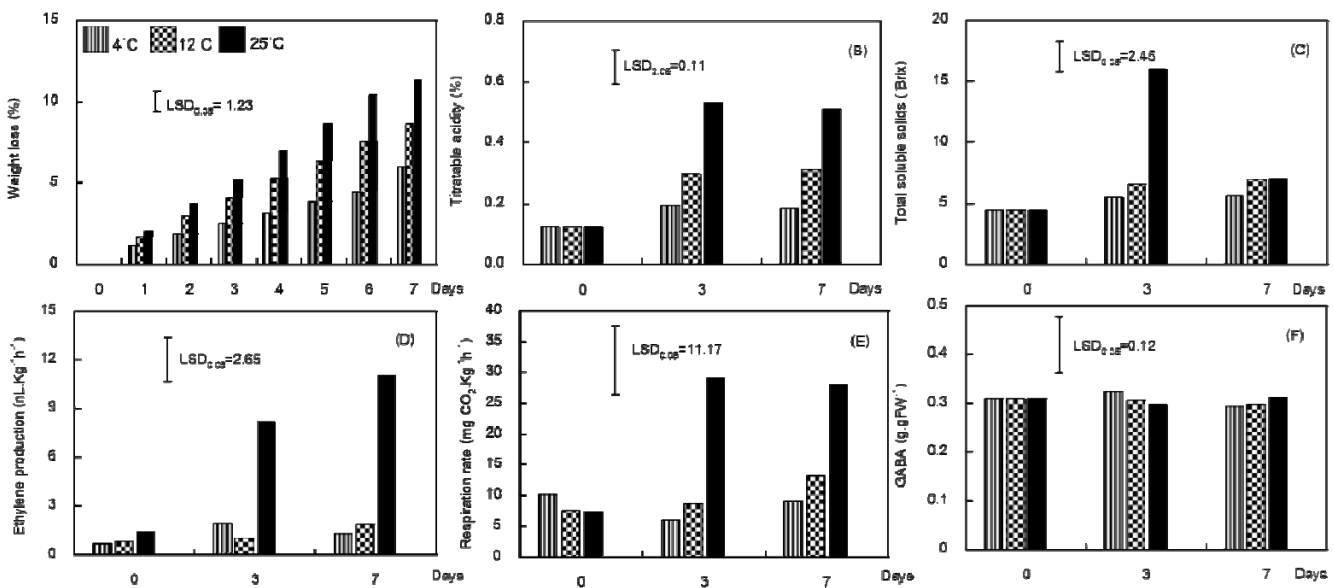 15
10
5
0
Weight loss (%)
4°C 12 C 25°C
LSD0.05= 1.23
0 1 2 3 4 5 6 7 Days
0.8
0.6
0.4
0.2
0.0
Titratable acidity (%)
(B)
LSD0.05=0.11
0 3 7 Days
20
15
10
5
0
Total soluble solids (°Brix)
(C)
LSD0.05=2.45
0 3 7 Days
15
12
9
6
3
0
Ethylene production (nL.Kg-1h-1)
(D)
LSD0.05=2.65
0 3 7 Days
40
35
30
25
20
15
10
5
0
Respiration rate (mg CO2.Kg-1h-1)
(E)
LSD0.05=11.17
0 3 7 Days
0.5
0.4
0.3
0.2
0.1
0
GABA (g.gFW-1)
(F)
LSD0.05=0.12
0 3 7 Days